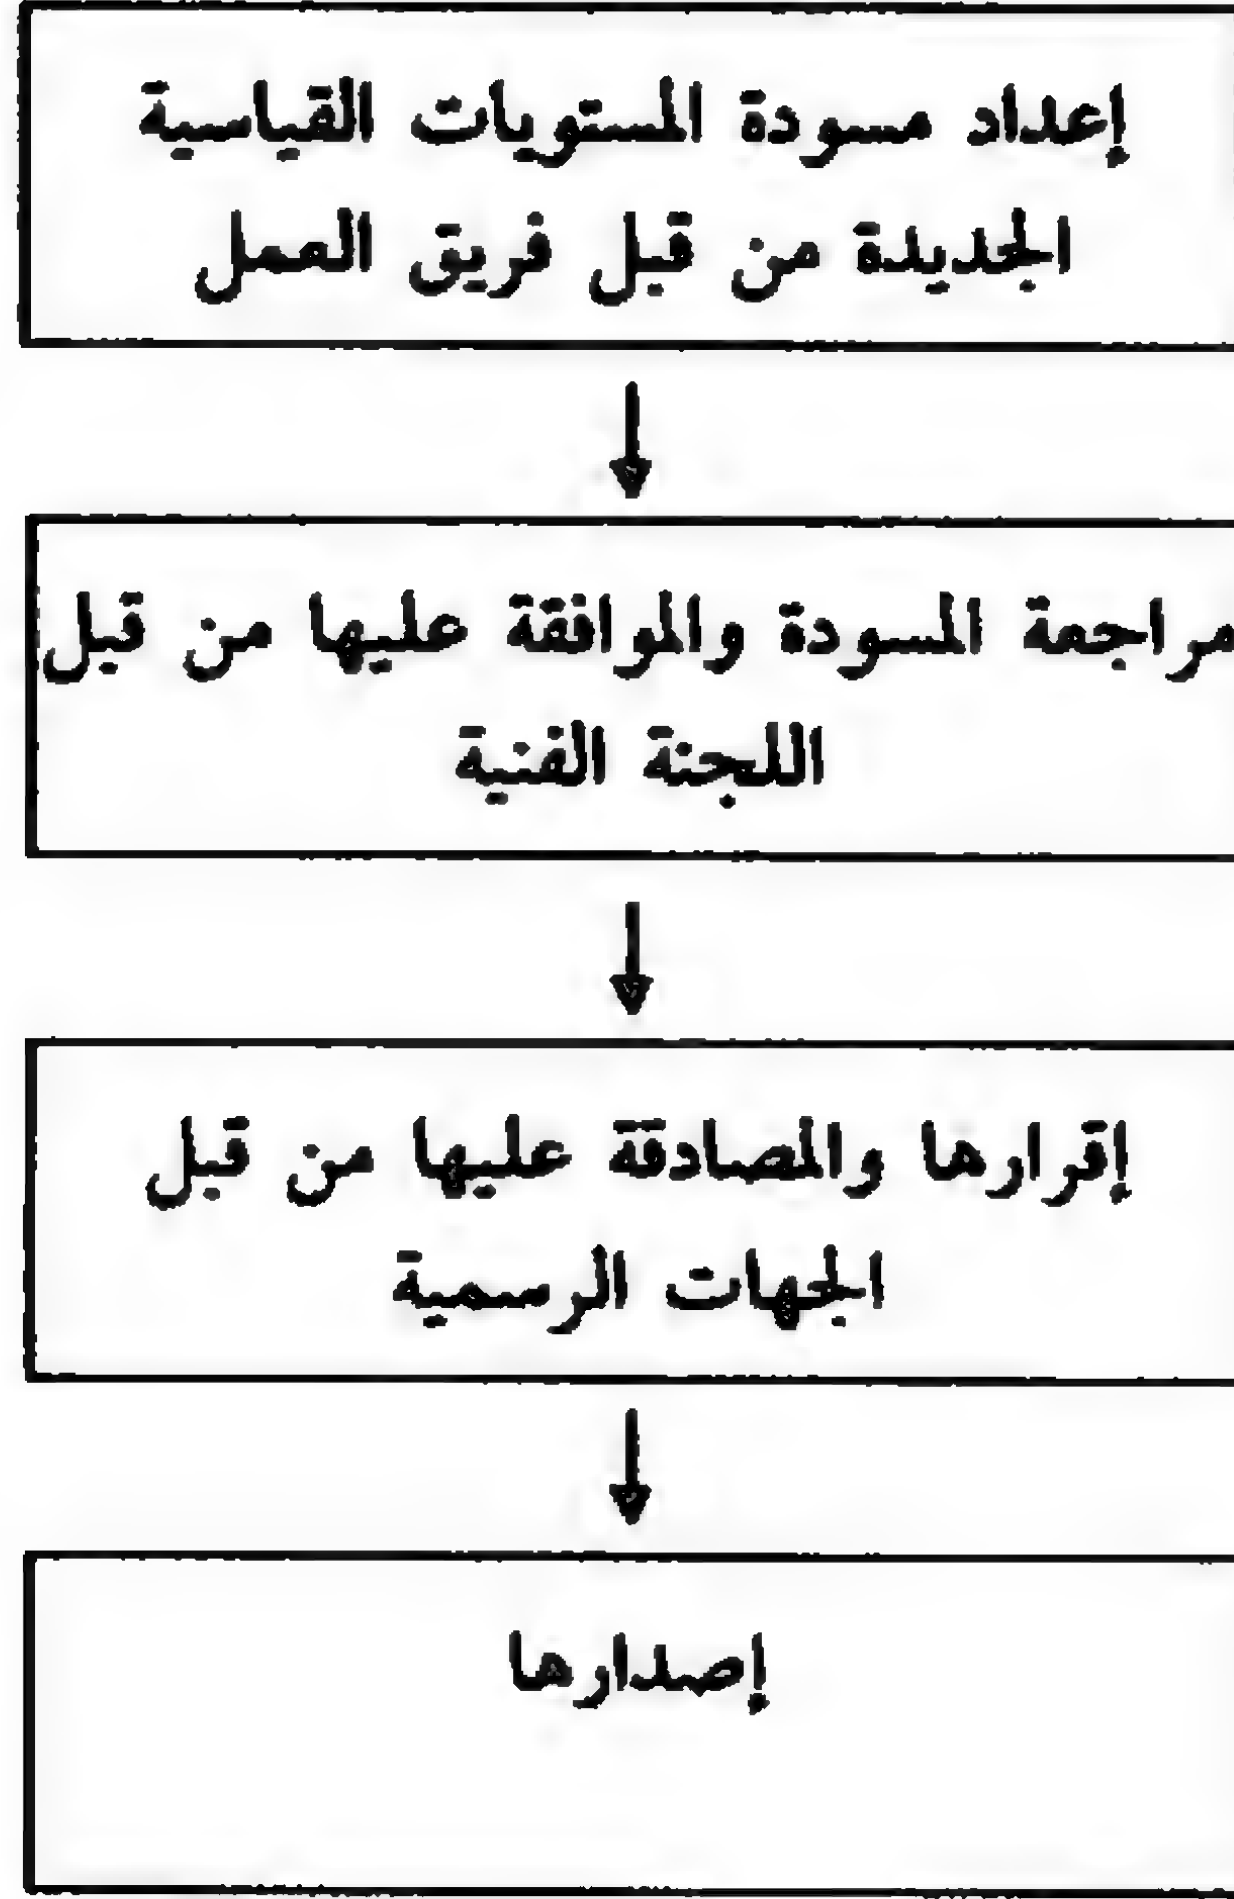 إعداد مسودة المستويات القياسية
الجديدة من قبل فريق العمل
مراجعة المسودة والموافقة عليها من قبل
اللجنة الفنية
إقرارها والمصادقة عليها من قبل
الجهات الرسمية
إصدارها